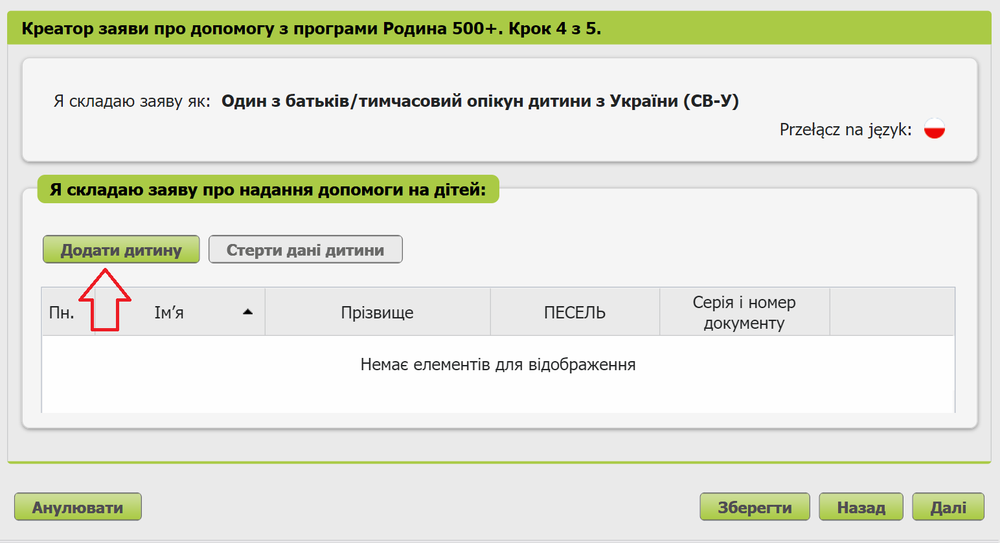 Креатор заяви про допомогу з програми Родина 500+. Крок 4 з 5.
Я складаю заяву як: Один з батьків/тимчасовий опікун дитини з України (СВ-У)
Przełącz na język:
Я складаю заяву про надання допомоги на дітей:
Додати дитину Стерти дані дитини
Пн. Ім’я Прізвище ПЕСЕЛЬ Серія і номер
документу
Немає елементів для відображення
Анулювати Зберегти Назад Далі